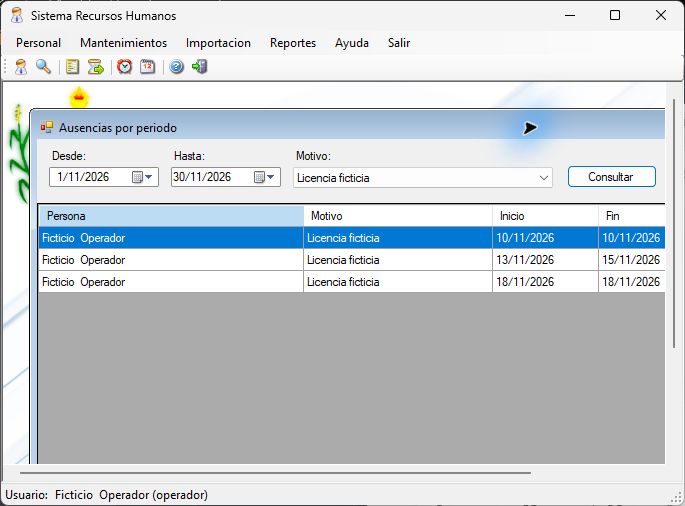 Sistema Recursos Humanos
Personal Mantenimientos Importacion Reportes Ayuda Salir
12
Ausencias por periodo
Desde: Hasta: Motivo:
1/11/2026 30/11/2026 Licencia ficticia Consultar
Persona Motivo Inicio Fin
Ficticio Operador Licencia ficticia 10/11/2026 10/11/2026
Ficticio Operador Licencia ficticia 13/11/2026 15/11/2026
Ficticio Operador Licencia ficticia 18/11/2026 18/11/2026
Usuario: Ficticio Operador (operador)